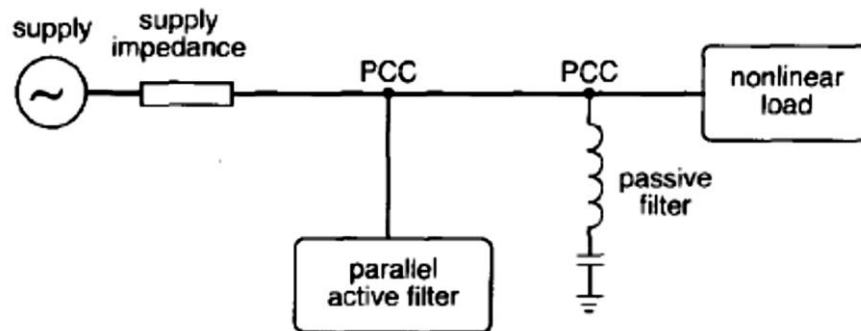 supply
supply
impedance
PCC
PCC
nonlinear
load
passive
filter
parallel
active filter